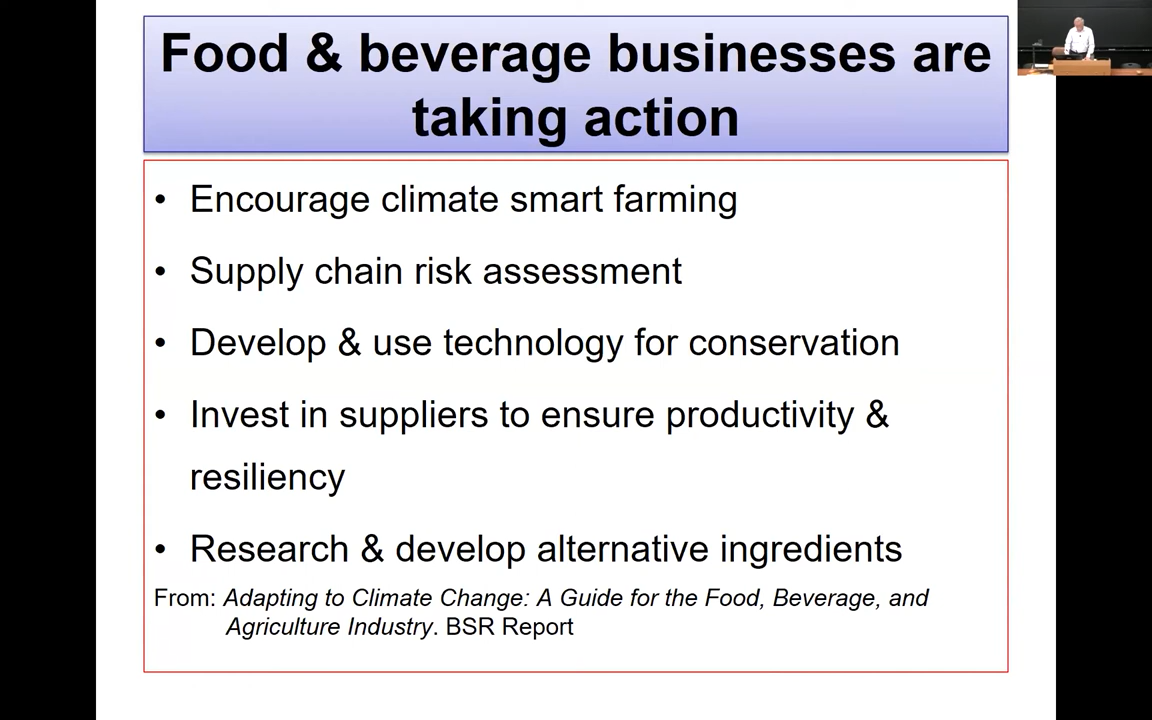 Food & beverage businesses are
taking action
• Encourage climate smart farming
• Supply chain risk assessment
• Develop & use technology for conservation
• Invest in suppliers to ensure productivity &
resiliency
• Research & develop alternative ingredients
From: Adapting to Climate Change: A Guide for the Food, Beverage, and
Agriculture Industry. BSR Report